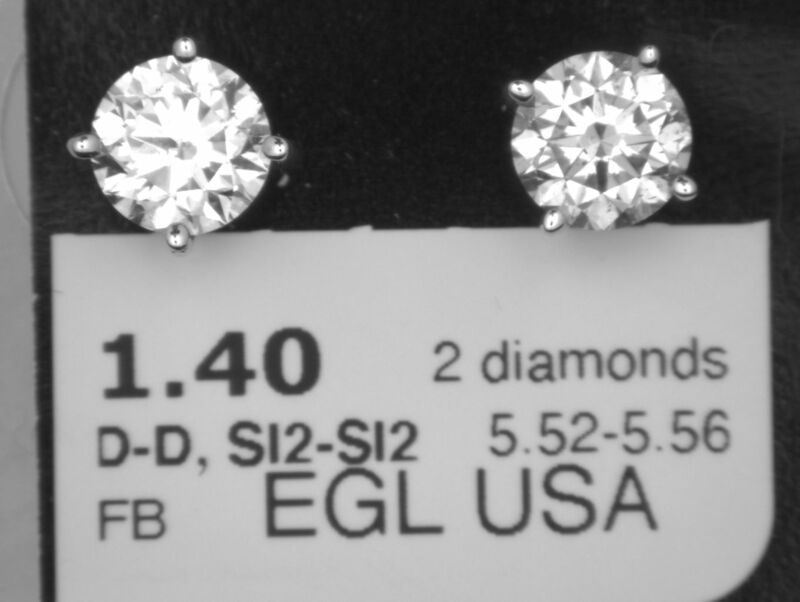 1.40 2 diamonds
D-D, SI2-SI2 5.52-5.56
FB EGL USA